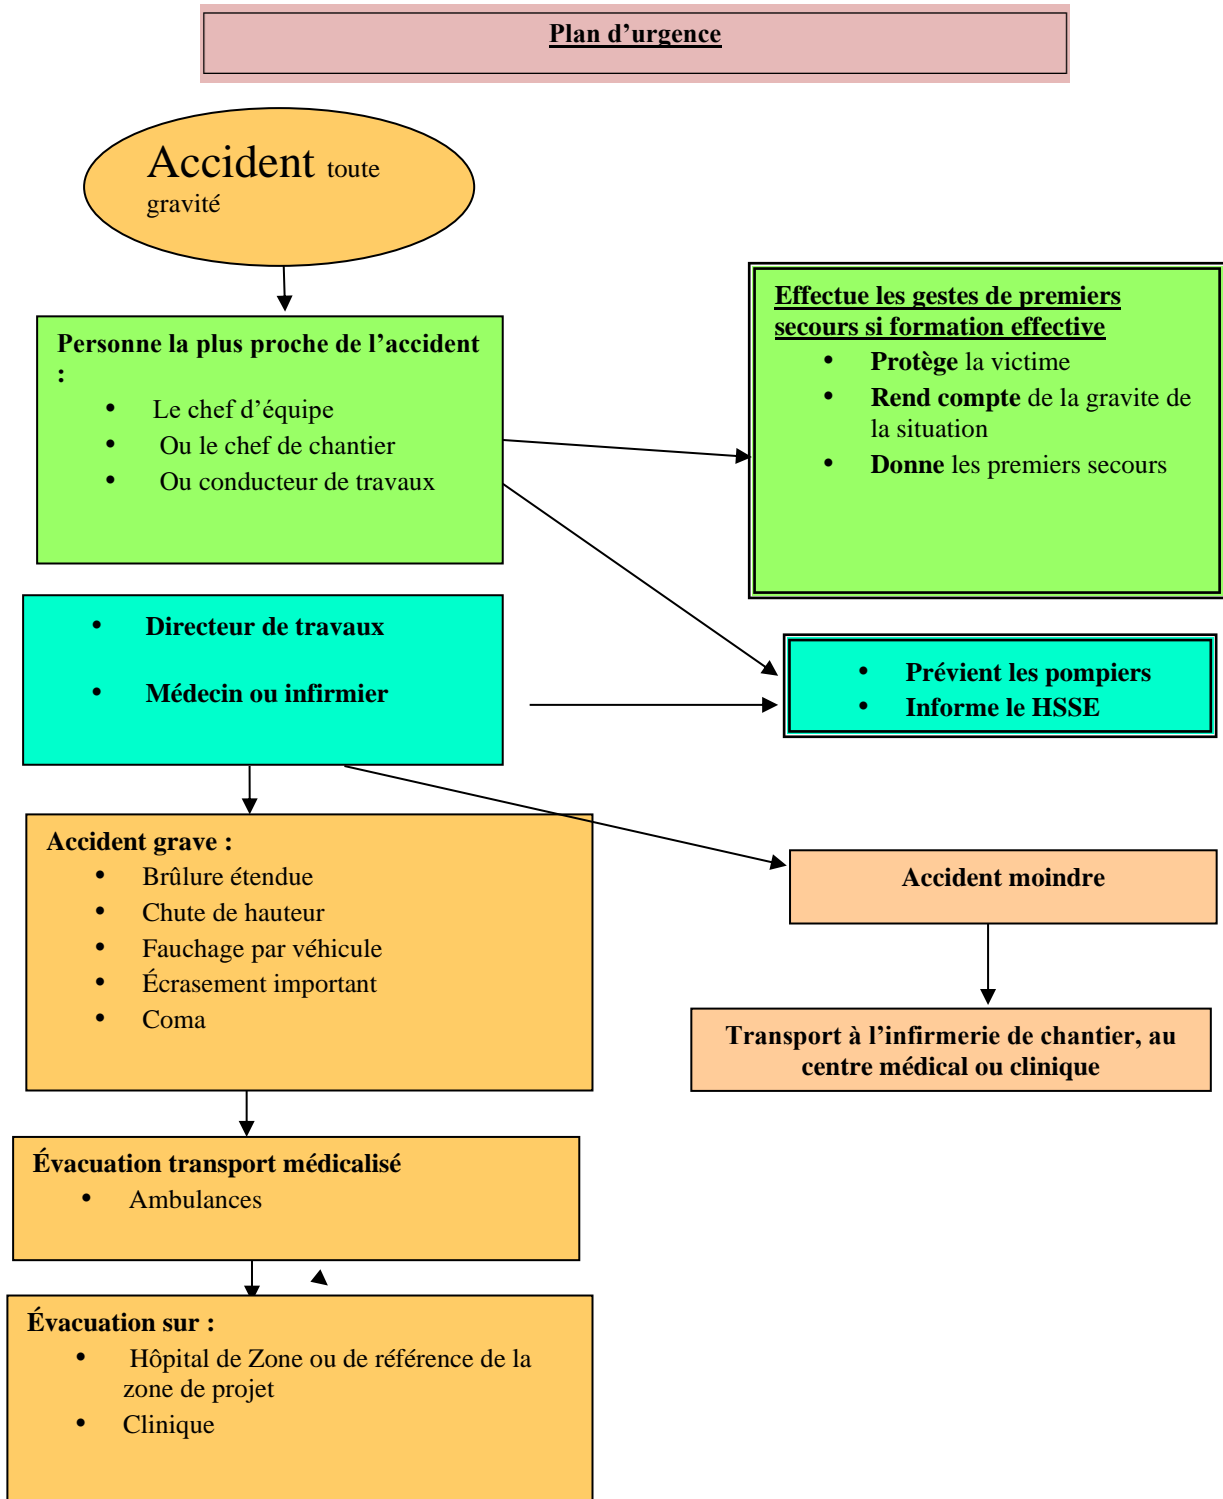 Plan d’urgence
Accident toute
gravité
Personne la plus proche de l’accident
:
• Le chef d’équipe
• Ou le chef de chantier
• Ou conducteur de travaux
Effectue les gestes de premiers
secours si formation effective
• Protège la victime
• Rend compte de la gravite de
la situation
• Donne les premiers secours
• Directeur de travaux
• Médecin ou infirmier
• Prévient les pompiers
• Informe le HSSE
Accident grave :
• Brûlure étendue
• Chute de hauteur
• Fauchage par véhicule
• Écrasement important
• Coma
Accident moindre
Transport à l’infirmerie de chantier, au
centre médical ou clinique
Évacuation transport médicalisé
• Ambulances
Évacuation sur :
• Hôpital de Zone ou de référence de la
zone de projet
• Clinique